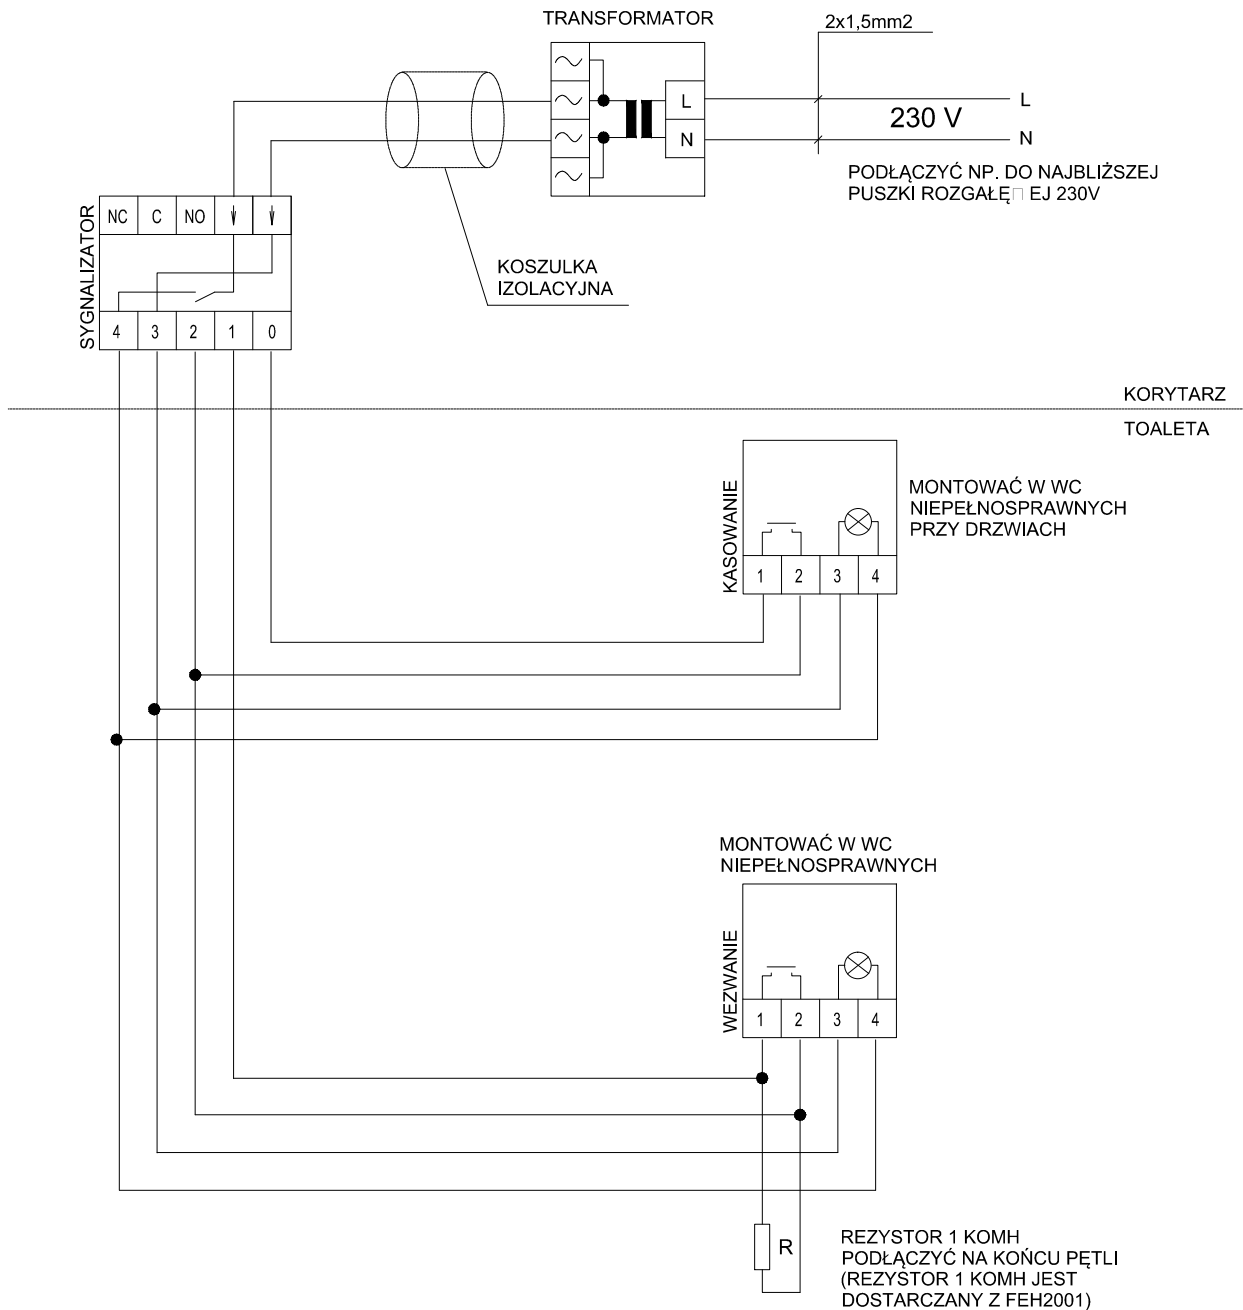 TRANSFORMATOR
2x1,5mm2
L
N
230 V
L
N
PODŁĄCZYĆ NP. DO NAJBLIŻSZEJ
PUSZKI ROZGAŁĘ□ EJ 230V
KOSZULKA
IZOLACYJNA
SYGNALIZATOR
NC C NO
4 3 2 1 0
KORYTARZ
TOALETA
KASOWANIE
MONTOWAĆ W WC
NIEPEŁNOSPRAWNYCH
PRZY DRZWIACH
1 2 3 4
MONTOWAĆ W WC
NIEPEŁNOSPRAWNYCH
WEZWANIE
1 2 3 4
R
REZYSTOR 1 KOMH
PODŁĄCZYĆ NA KOŃCU PĘTLI
(REZYSTOR 1 KOMH JEST
DOSTARCZANY Z FEH2001)